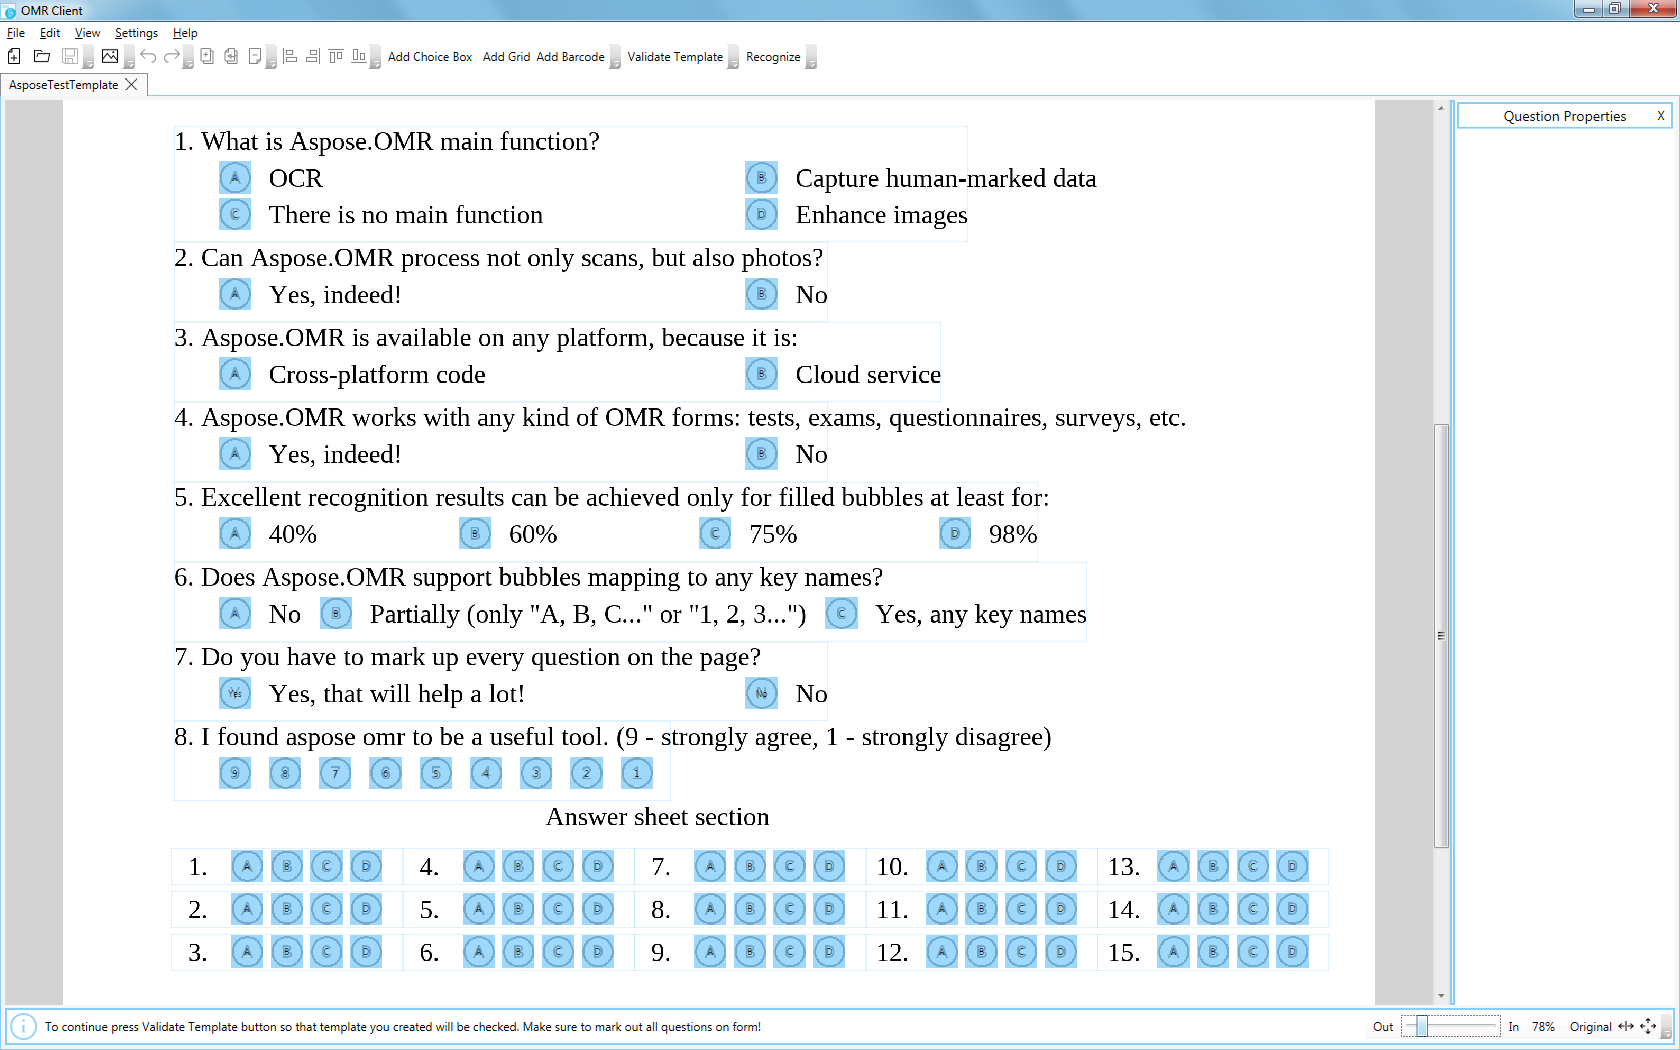 OMR Client
File Edit View Settings Help
Add Choice Box Add Grid Add Barcode Validate Template Recognize
AsposeTestTemplate
Question Properties X
1. What is Aspose.OMR main function?
A OCR B Capture human-marked data
C There is no main function D Enhance images
2. Can Aspose.OMR process not only scans, but also photos?
A Yes, indeed! B No
3. Aspose.OMR is available on any platform, because it is:
A Cross-platform code B Cloud service
4. Aspose.OMR works with any kind of OMR forms: tests, exams, questionnaires, surveys, etc.
A Yes, indeed! B No
5. Excellent recognition results can be achieved only for filled bubbles at least for:
A 40% B 60% C 75% D 98%
6. Does Aspose.OMR support bubbles mapping to any key names?
A No B Partially (only "A, B, C..." or "1, 2, 3...") C Yes, any key names
7. Do you have to mark up every question on the page?
Yes Yes, that will help a lot! No No
8. I found aspose omr to be a useful tool. (9 - strongly agree, 1 - strongly disagree)
9 8 7 6 5 4 3 2 1
Answer sheet section
1. A B C D 4. A B C D 7. A B C D 10. A B C D 13. A B C D
2. A B C D 5. A B C D 8. A B C D 11. A B C D 14. A B C D
3. A B C D 6. A B C D 9. A B C D 12. A B C D 15. A B C D
To continue press Validate Template button so that template you created will be checked. Make sure to mark out all questions on form!
Out In 78% Original